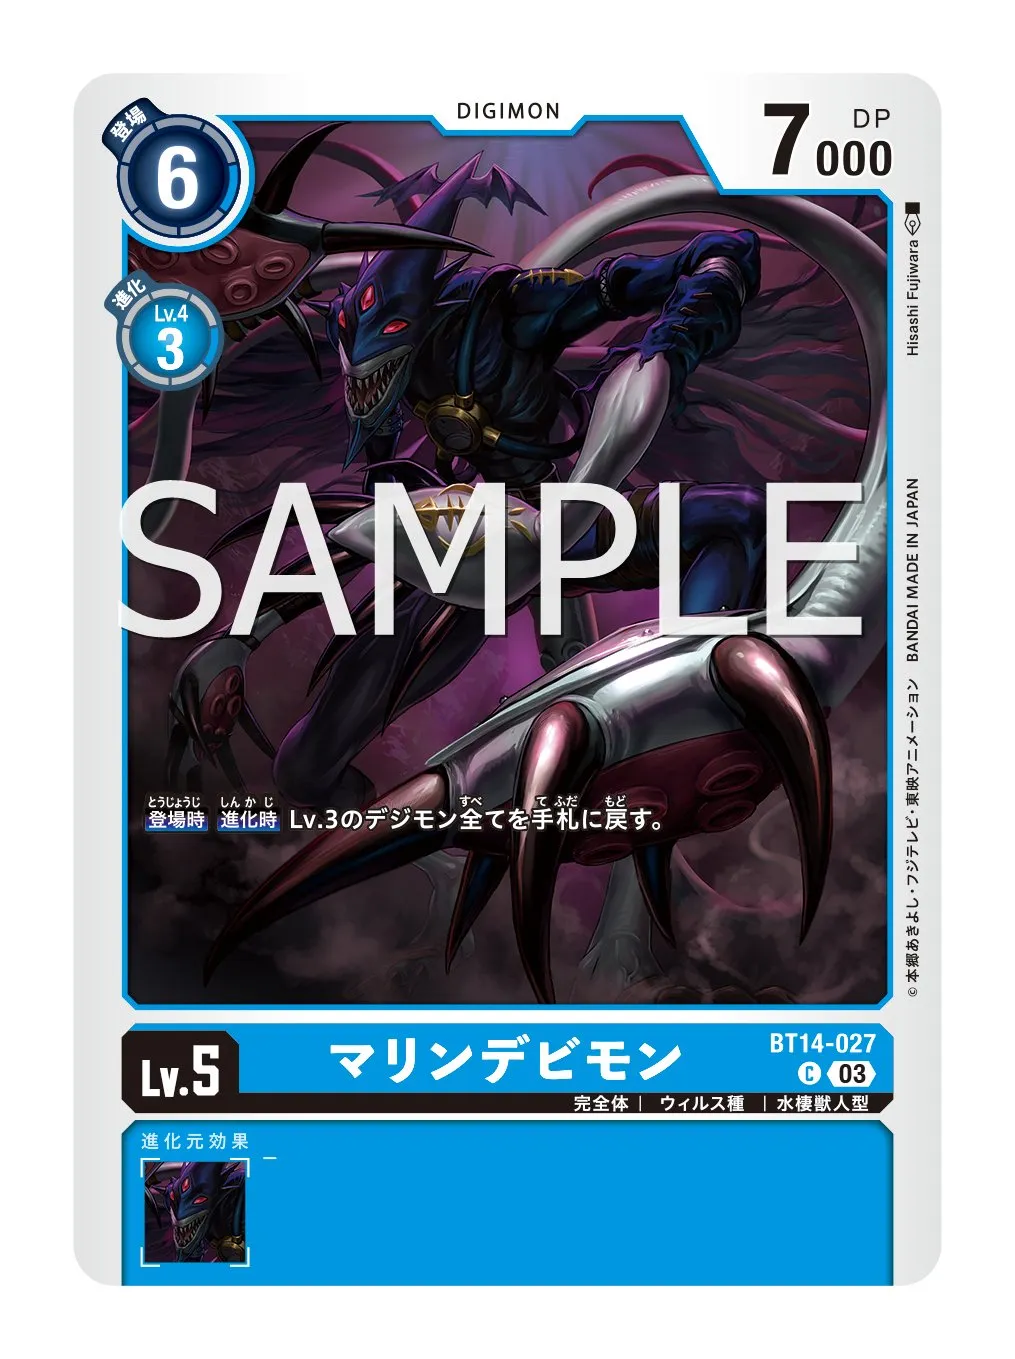 DIGIMON
登場
6
7000
DP
進化
Lv.4
3
Hisashi Fujiwara
SAMPLE
BANDAI MADE IN JAPAN
© 本郷あきよし・フジテレビ・東映アニメーション
とうじょうじ しんかじ すべ てふだ もど
登場時 進化時 Lv.3のデジモン全てを手札に戻す。
Lv.5
マリンデビモン
BT14-027
C 03
完全体 | ウィルス種 | 水棲獣人型
進化元効果
–